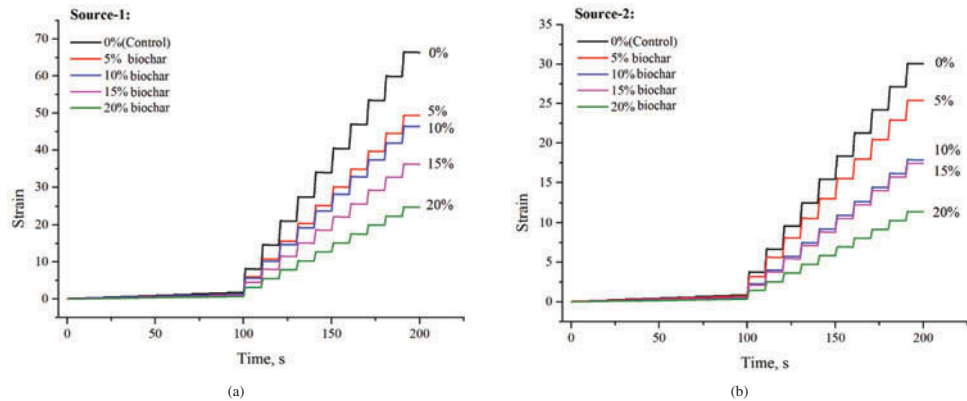 Source-1:
0%(Control)
5% biochar
10% biochar
15% biochar
20% biochar
70
60
50
40
30
20
10
0
Strain
0%
5%
10%
15%
20%
0
50
100
150
200
Time, s
(a)
Source-2:
0%(Control)
5% biochar
10% biochar
15% biochar
20% biochar
35
30
25
20
15
10
5
0
Strain
0%
5%
10%
15%
20%
0
50
100
150
200
Time, s
(b)